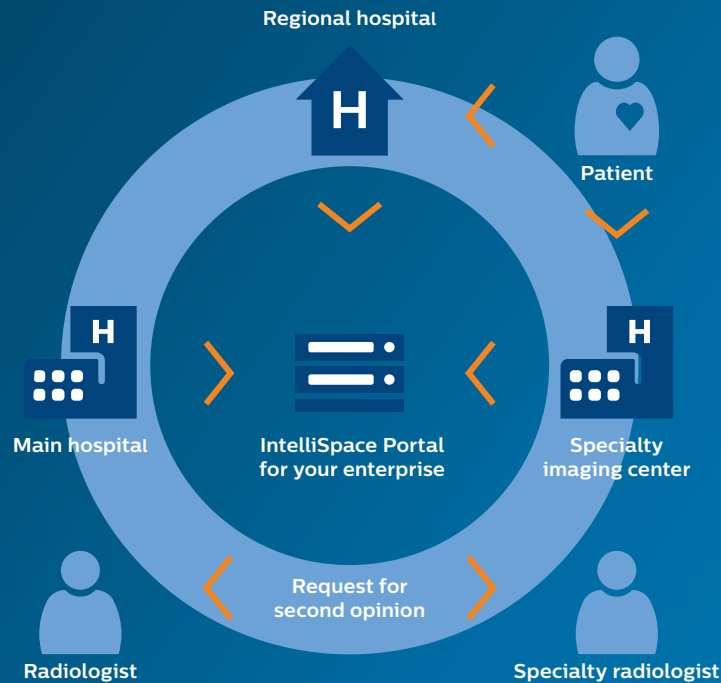 Regional hospital
H
Patient
H
H
Main hospital
IntelliSpace Portal
for your enterprise
Specialty
imaging center
Request for
second opinion
Radiologist
Specialty radiologist